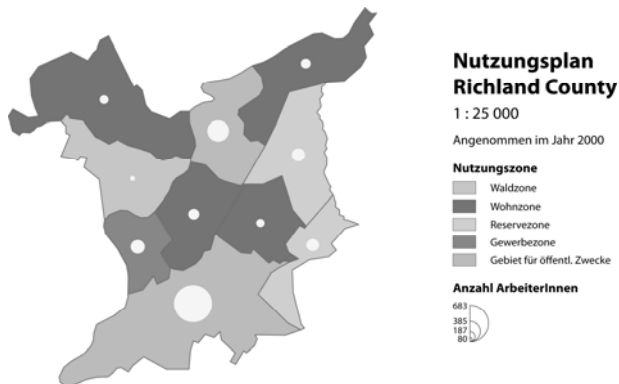 Nutzungsplan
Richland County
1 : 25 000
Angenommen im Jahr 2000
Nutzungszone
Waldzone
Wohnzone
Reservezone
Gewerbezone
Gebiet für öffentl. Zwecke
Anzahl ArbeiterInnen
683
385
187
80